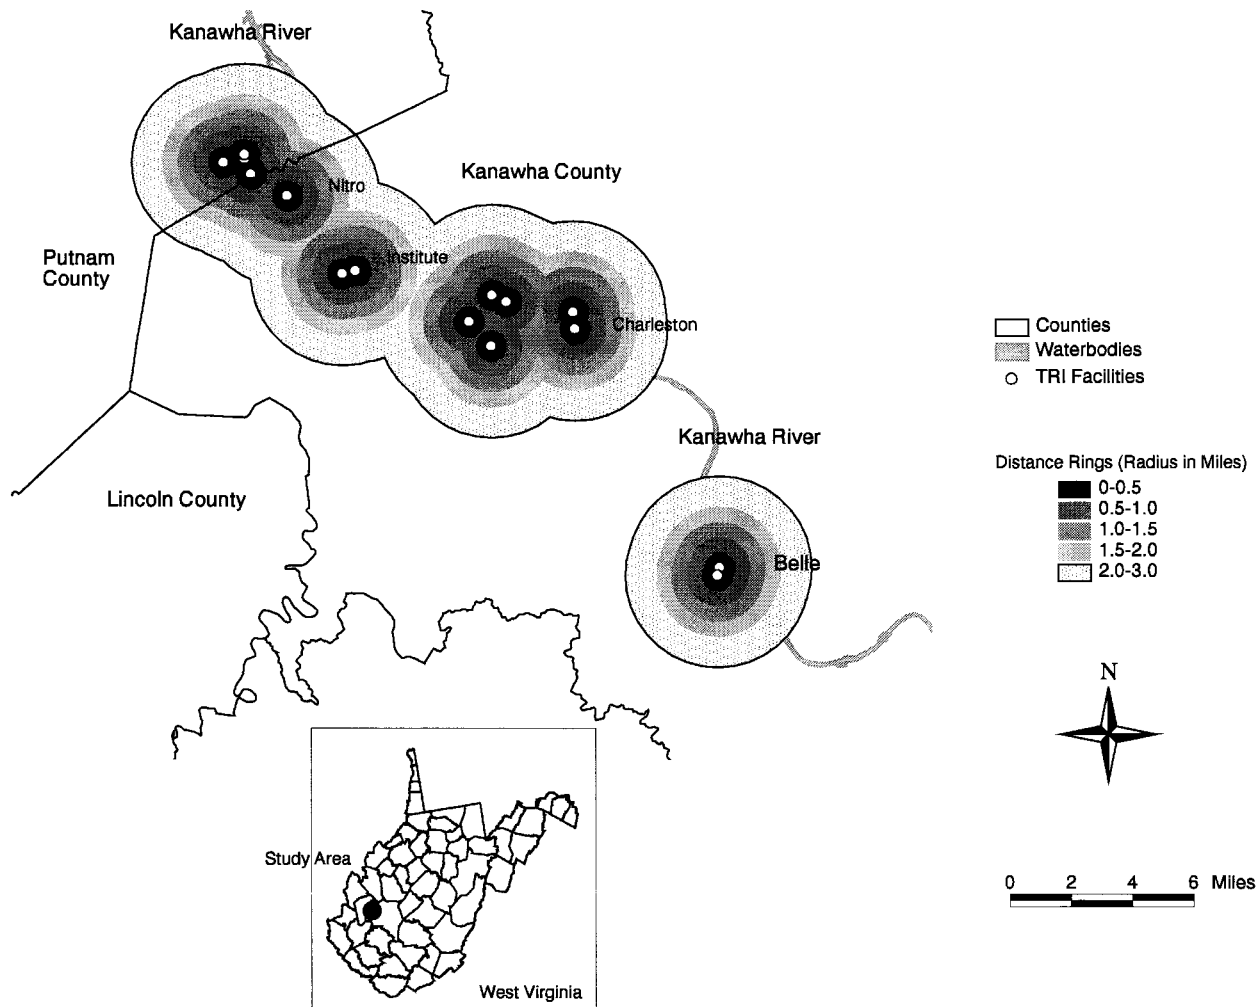 Kanawha River
Kanawha County
Nitro
Institute
Putnam
County
Charleston
Counties
Waterbodies
TRI Facilities
Kanawha River
Distance Rings (Radius in Miles)
0-0.5
0.5-1.0
1.0-1.5
1.5-2.0
2.0-3.0
Lincoln County
Belle
N
Study Area
West Virginia
0 2 4 6 Miles